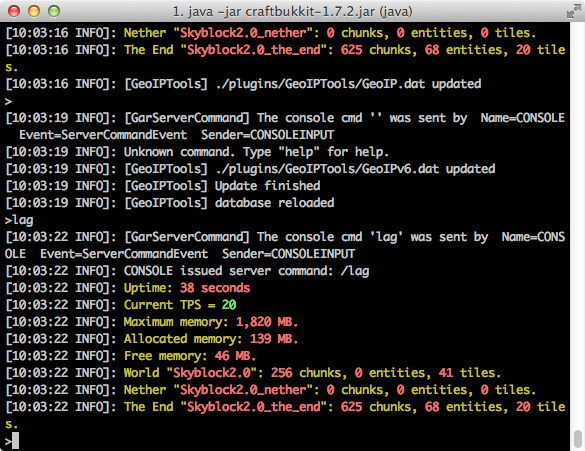 1. java -jar craftbukkit-1.7.2.jar (java)
[10:03:16 INFO]: Nether "Skyblock2.0_nether": 0 chunks, 0 entities, 0 tiles.
[10:03:16 INFO]: The End "Skyblock2.0_the_end": 625 chunks, 68 entities, 20 tile
s.
[10:03:16 INFO]: [GeoIPTools] ./plugins/GeoIPTools/GeoIP.dat updated
>
[10:03:19 INFO]: [GarServerCommand] The console cmd '' was sent by  Name=CONSOLE
  Event=ServerCommandEvent  Sender=CONSOLEINPUT
[10:03:19 INFO]: Unknown command. Type "help" for help.
[10:03:19 INFO]: [GeoIPTools] ./plugins/GeoIPTools/GeoIPv6.dat updated
[10:03:19 INFO]: [GeoIPTools] Update finished
[10:03:19 INFO]: [GeoIPTools] database reloaded
>lag
[10:03:22 INFO]: [GarServerCommand] The console cmd 'lag' was sent by  Name=CONS
OLE  Event=ServerCommandEvent  Sender=CONSOLEINPUT
[10:03:22 INFO]: CONSOLE issued server command: /lag
[10:03:22 INFO]: Uptime: 38 seconds
[10:03:22 INFO]: Current TPS = 20
[10:03:22 INFO]: Maximum memory: 1,820 MB.
[10:03:22 INFO]: Allocated memory: 139 MB.
[10:03:22 INFO]: Free memory: 46 MB.
[10:03:22 INFO]: World "Skyblock2.0": 256 chunks, 0 entities, 41 tiles.
[10:03:22 INFO]: Nether "Skyblock2.0_nether": 0 chunks, 0 entities, 0 tiles.
[10:03:22 INFO]: The End "Skyblock2.0_the_end": 625 chunks, 68 entities, 20 tile
s.
>